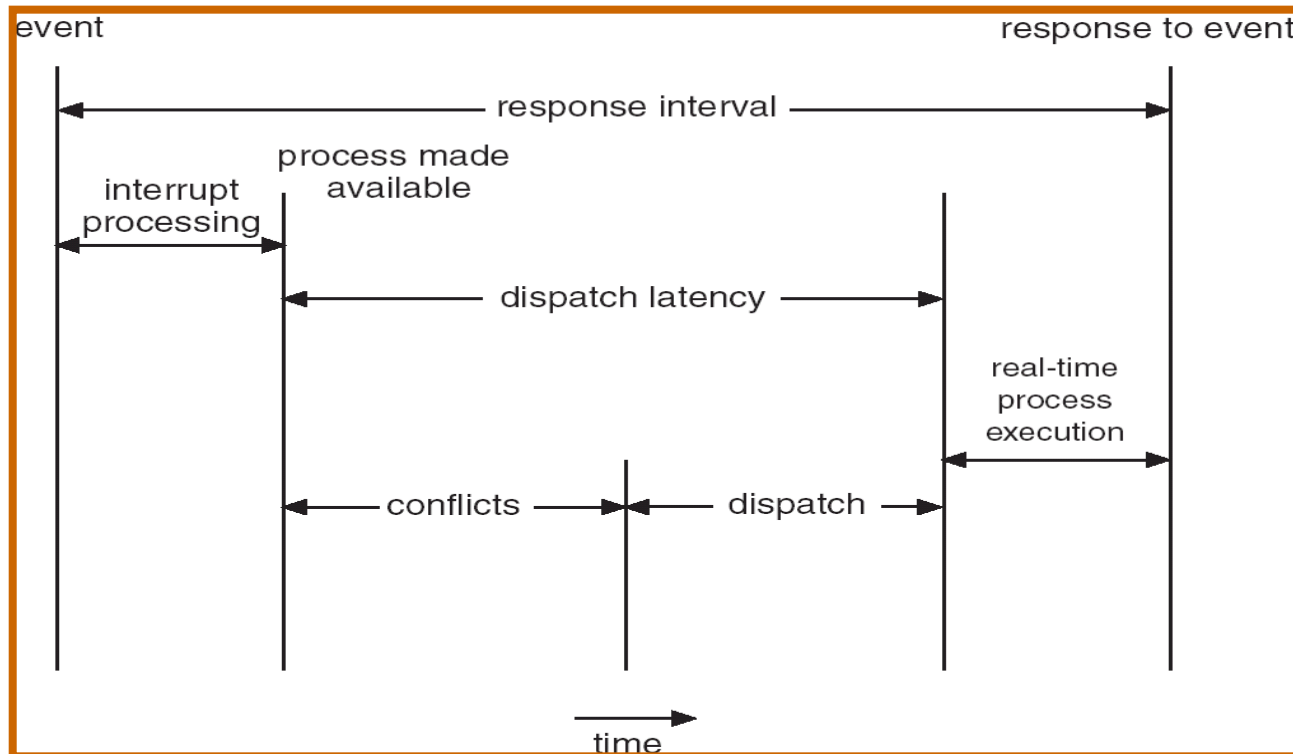 event
response to event
response interval
process made
available
interrupt
processing
dispatch latency
real-time
process
execution
conflicts
dispatch
time